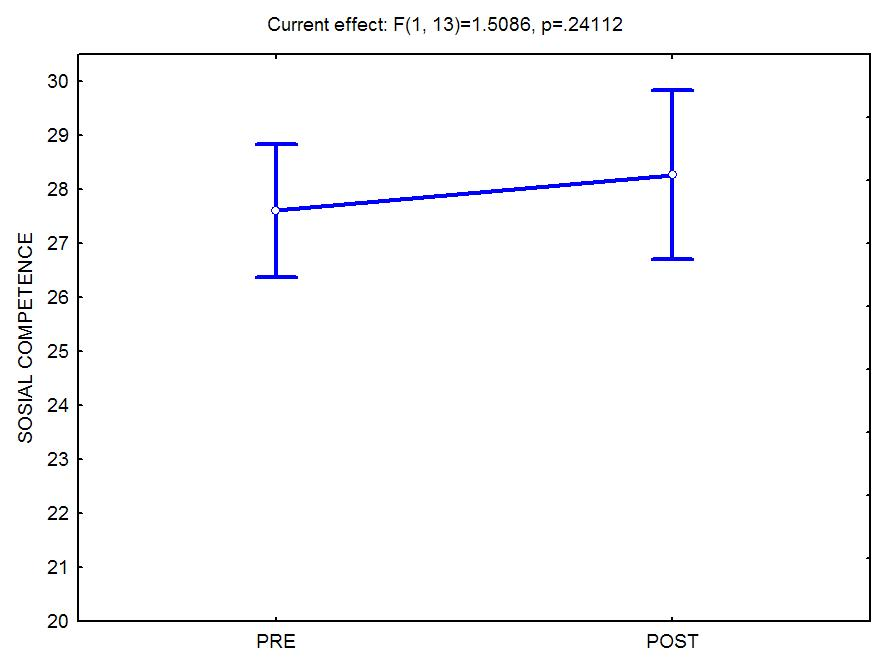 Current effect: F(1, 13)=1.5086, p=.24112
SOSIAL COMPETENCE
30
29
28
27
26
25
24
23
22
21
20
PRE
POST